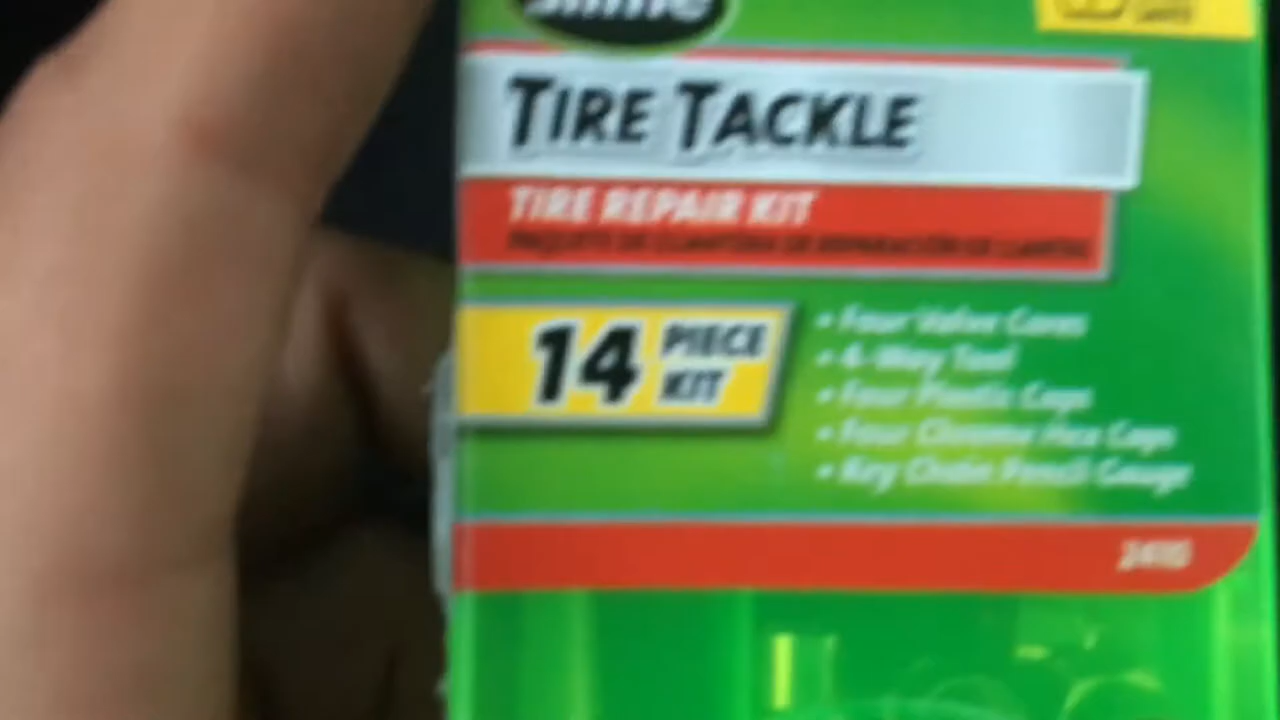 Slime
TIRE TACKLE
TIRE REPAIR KIT
14 PIECE KIT
• Four Valve Cores
• 4-Way Tool
• Four Plastic Caps
• Four Chrome Hex Caps
• Key Chain Pencil Gauge